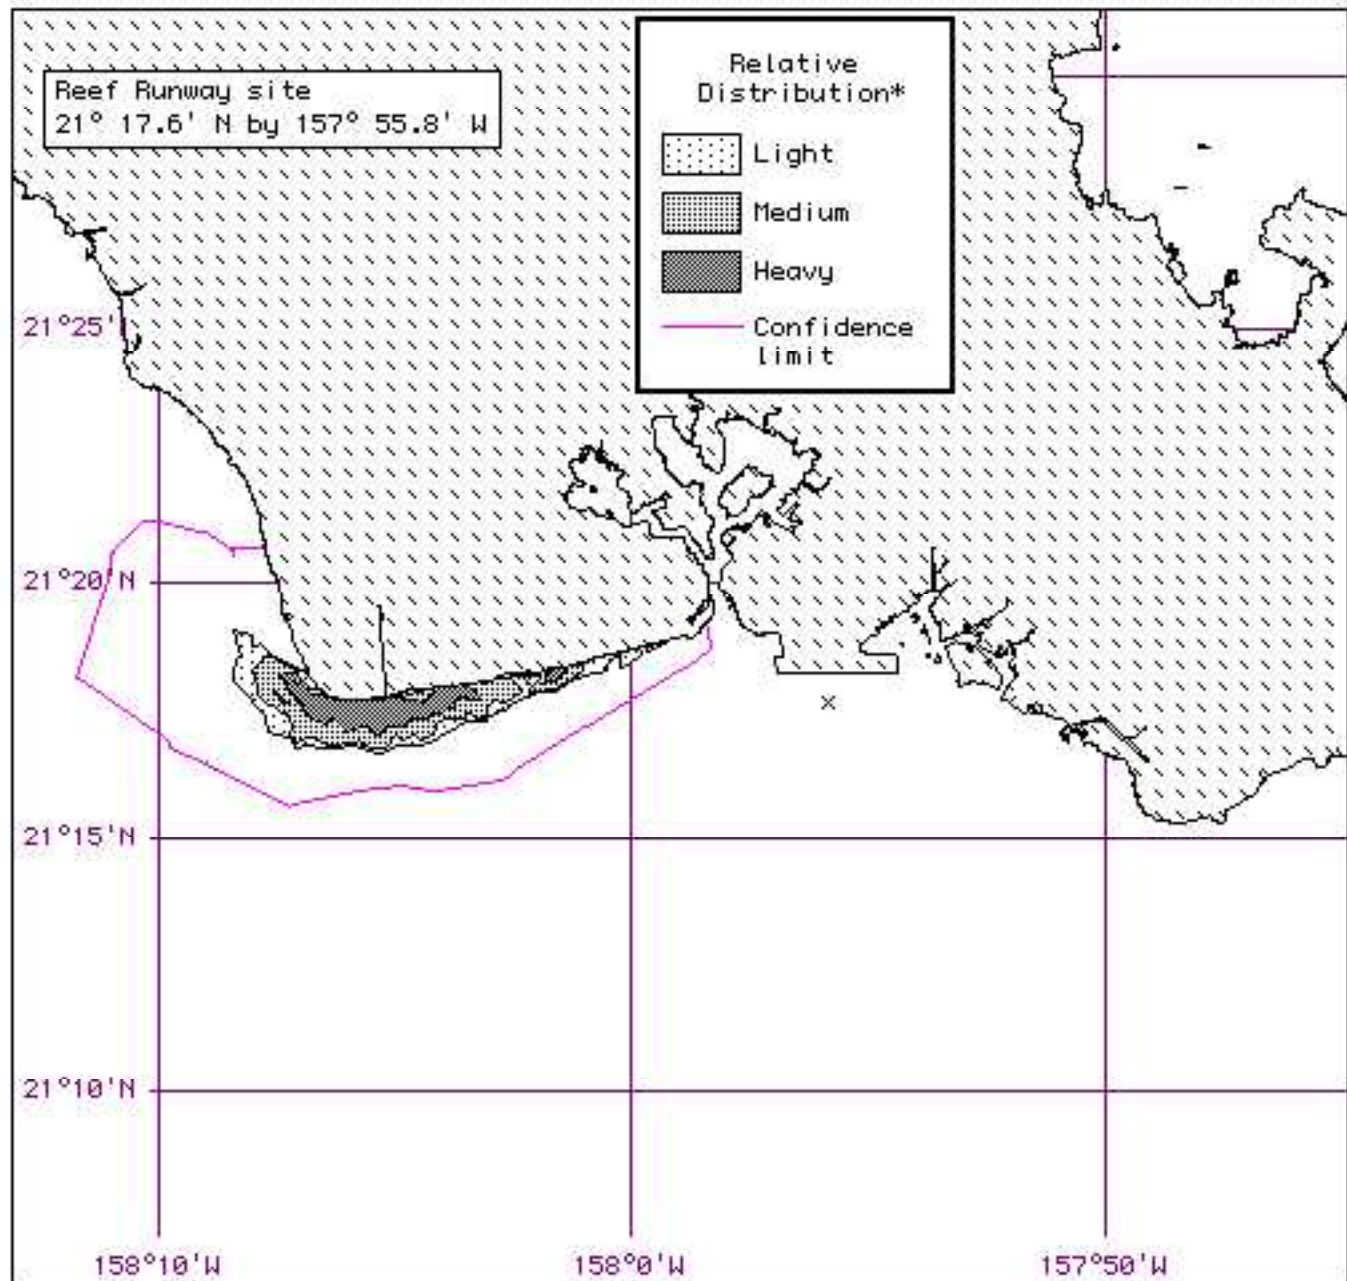 Reef Runway site
21° 17.6' N by 157° 55.8' W
Relative
Distribution*
Light
Medium
Heavy
Confidence
limit
21°25'
21°20'N
21°15'N
21°10'N
158°10'W
158°0'W
157°50'W